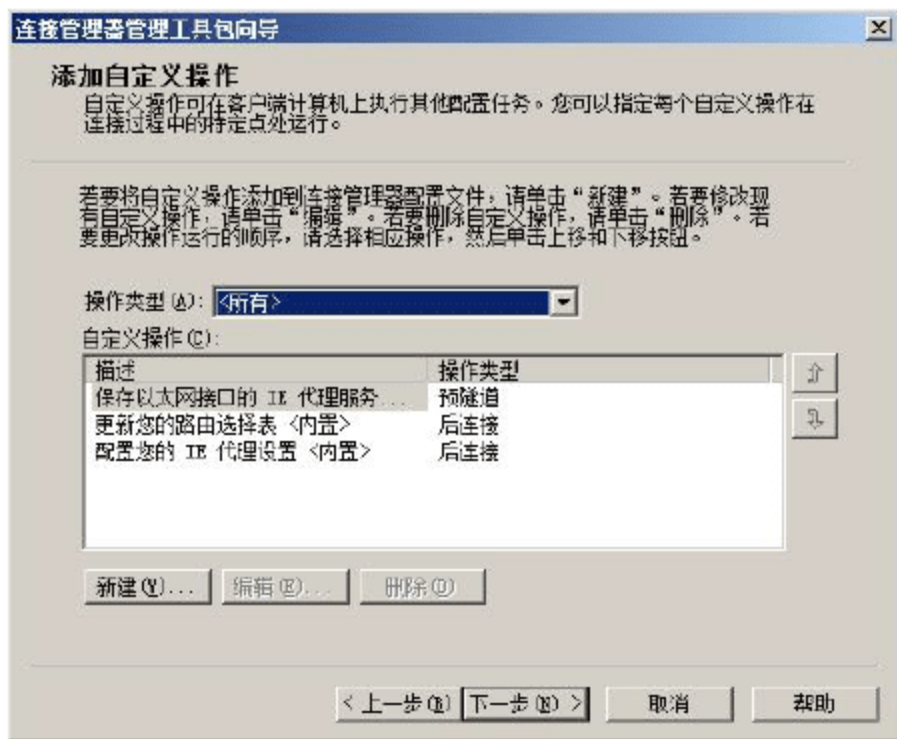 连接管理器管理工具包向导
添加自定义操作
自定义操作可在客户端计算机上执行其他配置任务。您可以指定每个自定义操作在
连接过程中的特定点处运行。
若要将自定义操作添加到连接管理器配置文件，请单击“新建”。若要修改现
有自定义操作，请单击“编辑”。若要删除自定义操作，请单击“删除”。若
要更改操作运行的顺序，请选择相应操作，然后单击上移和下移按钮。
操作类型(A): <所有>
自定义操作(C):
描述 操作类型
保存以太网接口的 IE 代理服务... 预隧道
更新您的路由选择表 <内置> 后连接
配置您的 IE 代理设置 <内置> 后连接
新建(Y)... 编辑(E)... 删除(D)
< 上一步(B) 下一步(N) > 取消 帮助